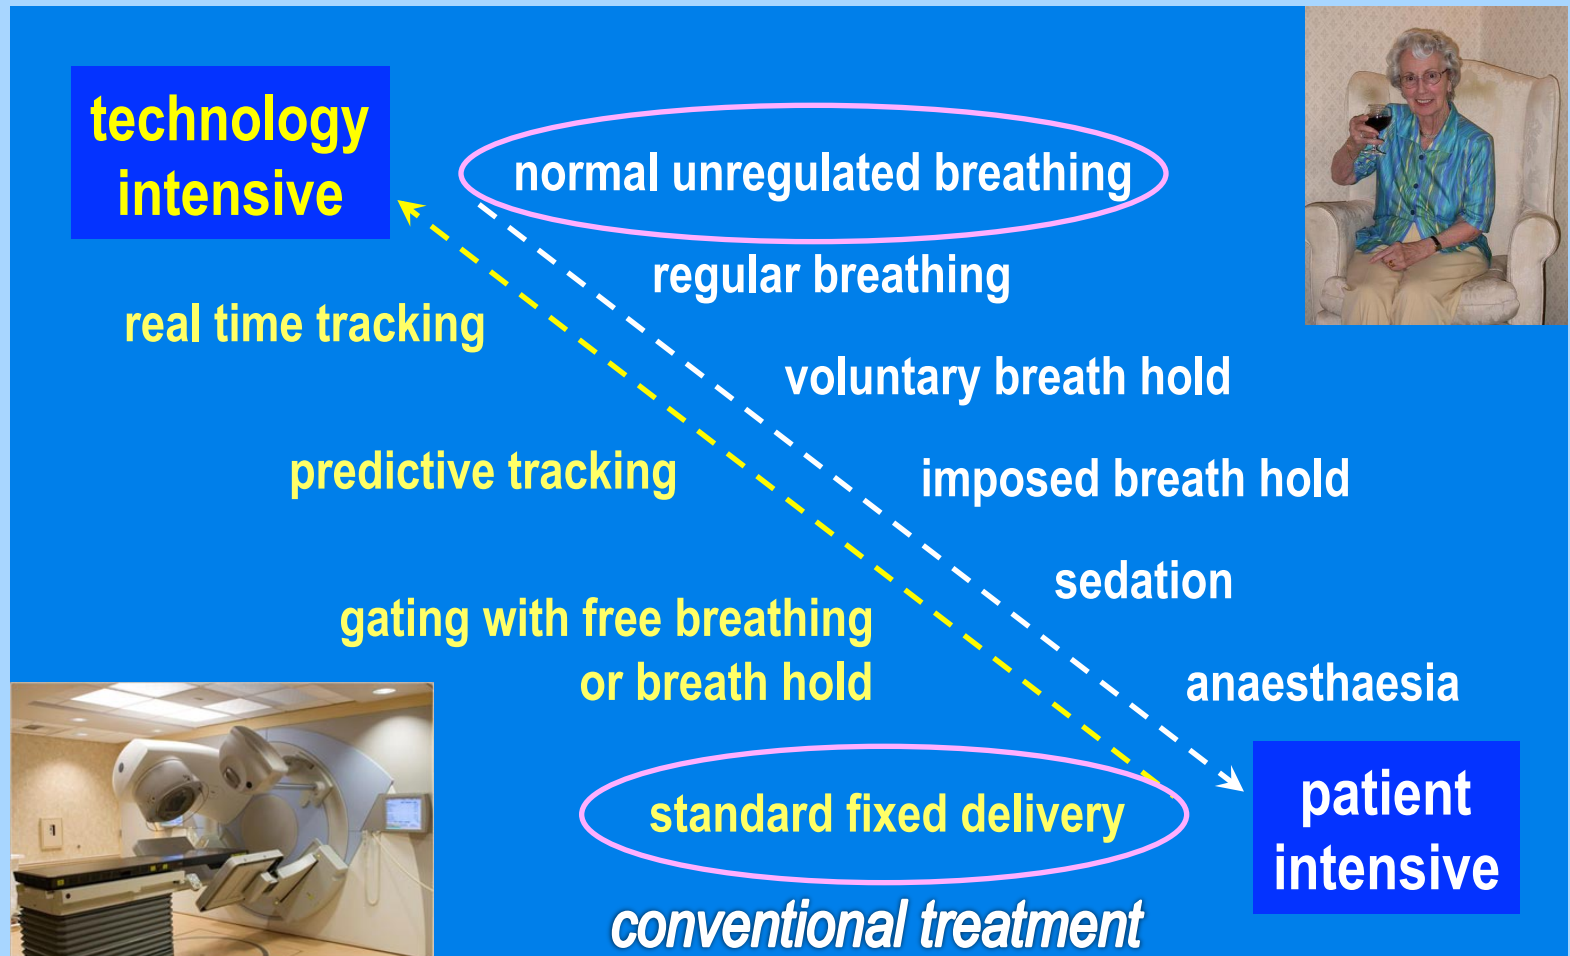 technology
intensive
normal unregulated breathing
regular breathing
real time tracking
voluntary breath hold
predictive tracking
imposed breath hold
sedation
gating with free breathing
or breath hold
anaesthaesia
standard fixed delivery
patient
intensive
conventional treatment